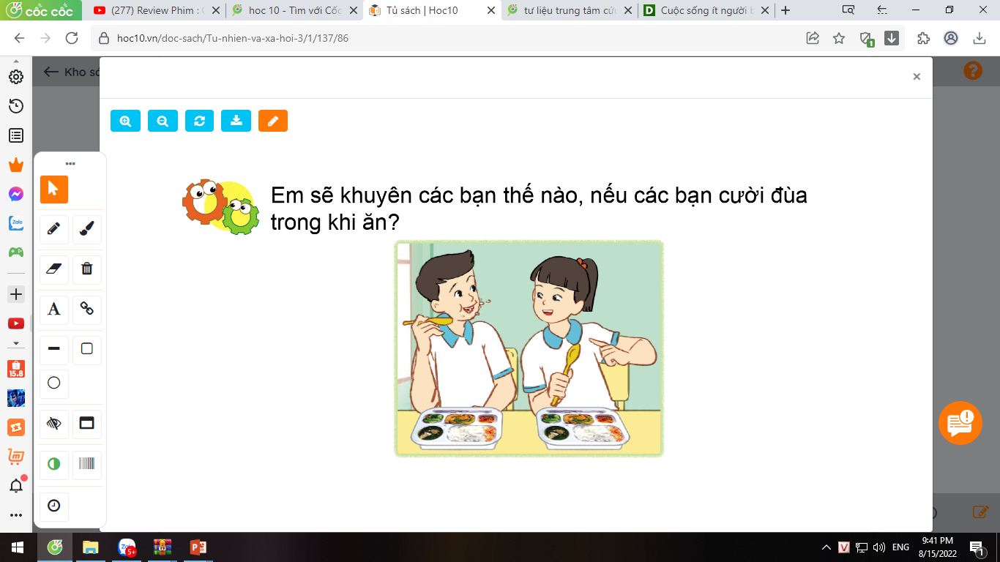 cốc cốc
(277) Review Phim : C
hoc 10 - Tìm với Cốc
Tủ sách | Hoc10
tư liệu trung tâm cứu
Cuộc sống ít người b
hoc10.vn/doc-sach/Tu-nhien-va-xa-hoi-3/1/137/86
1
Kho sá
Zalo
15.8
A
Em sẽ khuyên các bạn thế nào, nếu các bạn cười đùa
trong khi ăn?
Zalo
5+
V
ENG
9:41 PM
8/15/2022
1